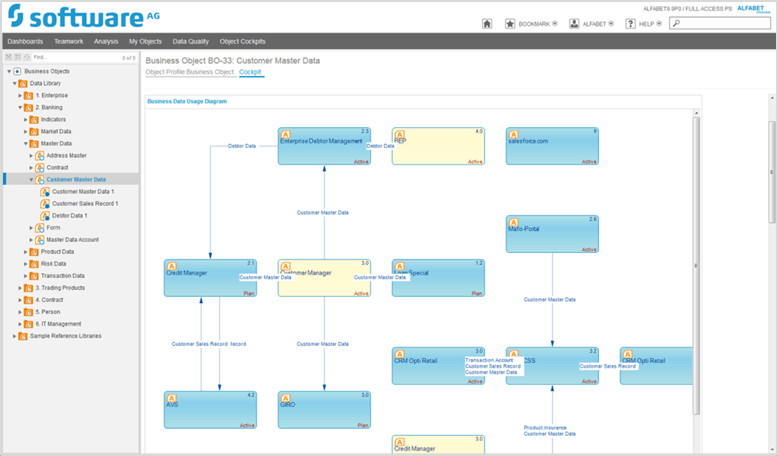 software AG
ALFABET8 SP3 / FULL ACCESS PS ALFABET
BOOKMARK
ALFABET
HELP
Dashboards Teamwork Analysis My Objects Data Quality Object Cockpits
Find...
0 of 0
Business Objects
Data Library
1. Enterprise
2. Banking
Indicators
Market Data
Master Data
Address Master
Contract
Customer Master Data
Customer Master Data 1
Customer Sales Record 1
Debtor Data 1
Form
Master Data Account
Product Data
Risk Data
Transaction Data
3. Trading Products
4. Contract
5. Person
6. IT Management
Sample Reference Libraries
Business Object BO-33: Customer Master Data
Object Profile Business Object Cockpit
Business Data Usage Diagram
A 2.3
Enterprise Debtor Management
Active
Debtor Data
Debtor Data
A 4.0
Active
A 9
salesforce.com
Active
Customer Master Data
A 2.6
Mafo-Portal
Active
A 2.1
Credit Manager
Plan
Customer Master Data
A 3.0
Customer Manager
Active
Customer Master Data
A 1.2
Special
Plan
Customer Master Data
Customer Sales Record Record
Customer Master Data
A 3.0
CRM Opti Retail
Active
Transaction.Account
Customer Sales Record
Customer Master Data
A 3.2
CSS
Active
Customer Sales Record
A
CRM Opti Retail
A 4.2
AVS
Active
A 3.0
GIRO
Plan
Product.Insurance
Customer Master Data
A 3.0
Credit Manager